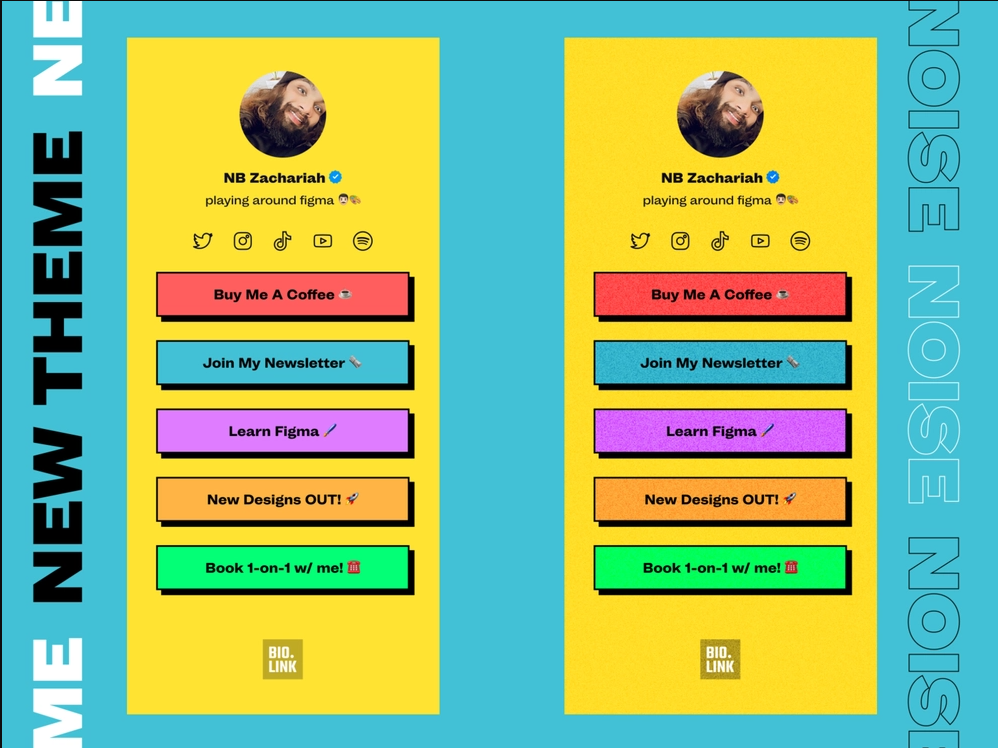 NE
NEW THEME
ME
NB Zachariah
playing around figma
Buy Me A Coffee
Join My Newsletter
Learn Figma
New Designs OUT!
Book 1-on-1 w/ me!
BIO.
LINK
NB Zachariah
playing around figma
Buy Me A Coffee
Join My Newsletter
Learn Figma
New Designs OUT!
Book 1-on-1 w/ me!
BIO.
LINK
NOISE
NOISE
NOIS